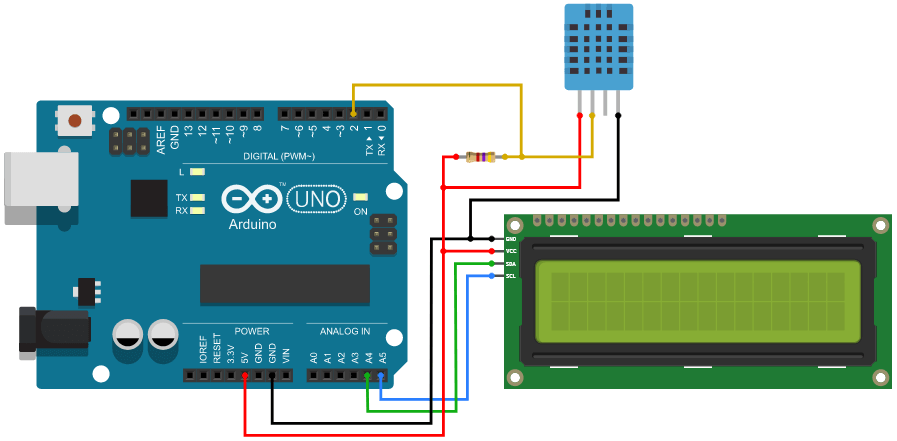 AREF
GND
13
12
~11
~10
~9
8
7
~6
~5
4
~3
2
TX ▸ 1
RX ◂ 0
DIGITAL (PWM~)
L
TX
RX
™
UNO
ON
Arduino
GND
VCC
SDA
SCL
POWER
ANALOG IN
IOREF
RESET
3.3V
5V
GND
GND
VIN
A0
A1
A2
A3
A4
A5